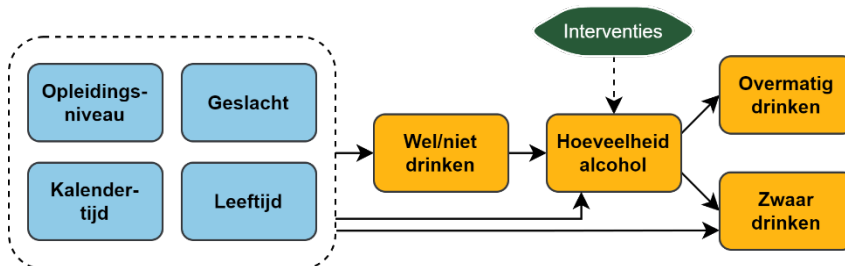 Interventies
Opleidings-
niveau
Geslacht
Kalender-
tijd
Leeftijd
Wel/niet
drinken
Hoeveelheid
alcohol
Overmatig
drinken
Zwaar
drinken